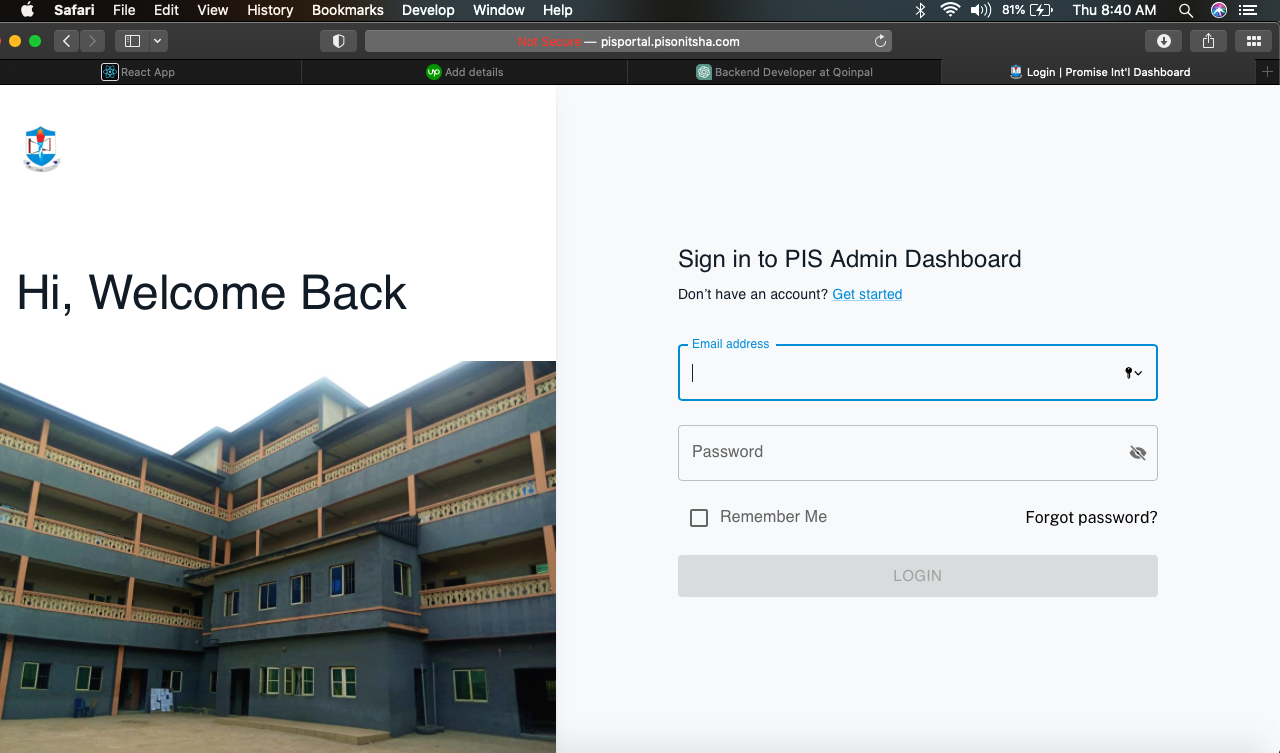 Safari File Edit View History Bookmarks Develop Window Help 81% Thu 8:40 AM
Not Secure — pisportal.pisonitsha.com
React App
up Add details
Backend Developer at Qoinpal
Login | Promise Int'l Dashboard
Hi, Welcome Back
Sign in to PIS Admin Dashboard
Don’t have an account? Get started
Email address
Password
Remember Me
Forgot password?
LOGIN